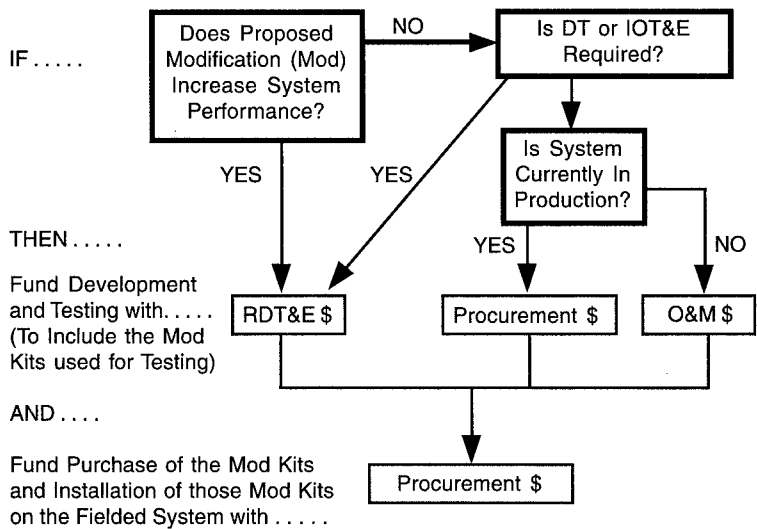 IF . . . . .
Does Proposed
Modification (Mod)
Increase System
Performance?
NO
Is DT or IOT&E
Required?
YES
YES
Is System
Currently In
Production?
YES
NO
THEN . . . . .
Fund Development
and Testing with. . . . .
(To Include the Mod
Kits used for Testing)
RDT&E $
Procurement $
O&M $
AND . . . .
Fund Purchase of the Mod Kits
and Installation of those Mod Kits
on the Fielded System with . . . . .
Procurement $